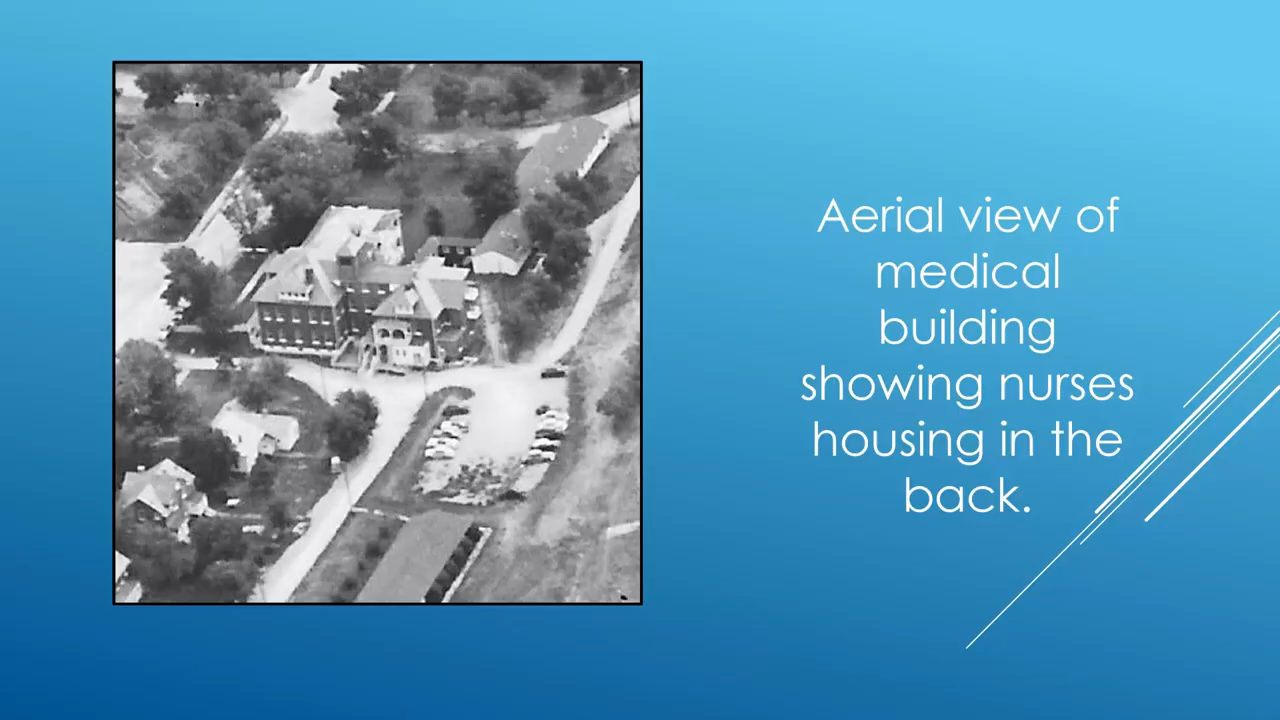 Aerial view of
medical
building
showing nurses
housing in the
back.